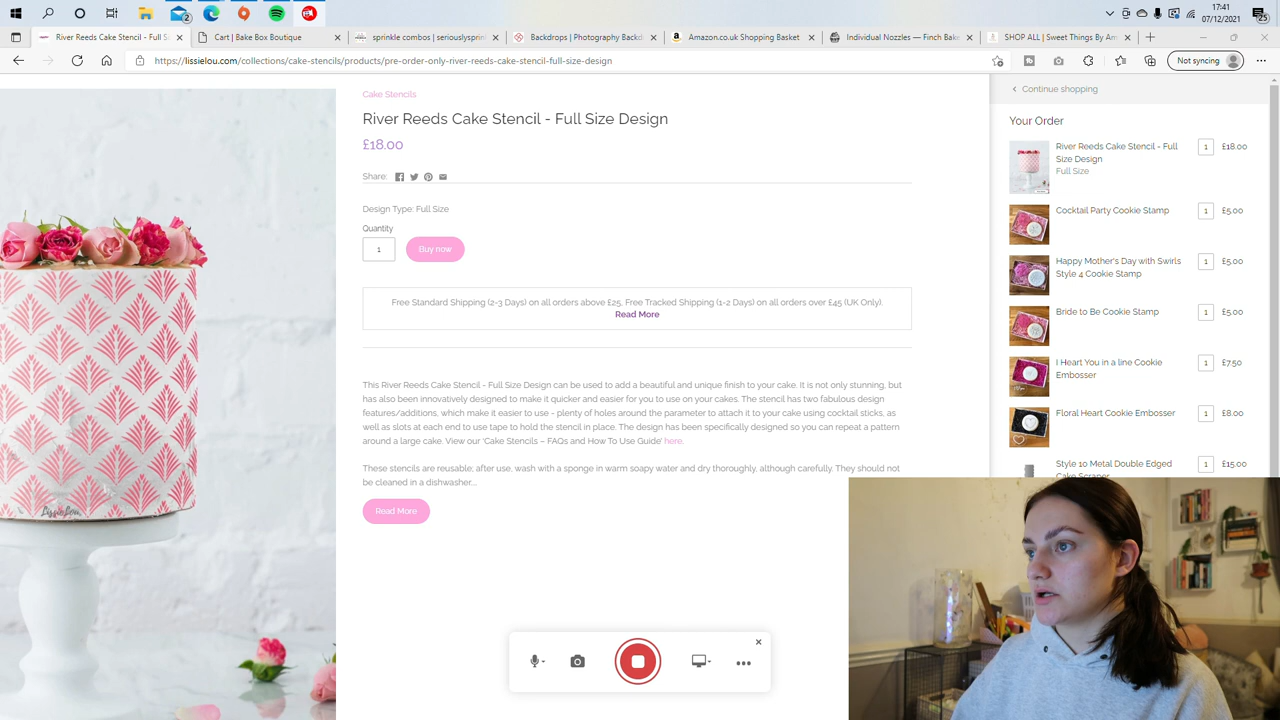 2
17:41
07/12/2021
25
River Reeds Cake Stencil - Full Si
Cart | Bake Box Boutique
sprinkle combos | seriouslysprin
Backdrops | Photography Backd
Amazon.co.uk Shopping Basket
Individual Nozzles — Finch Bake
SHOP ALL | Sweet Things By Am
https://lissielou.com/collections/cake-stencils/products/pre-order-only-river-reeds-cake-stencil-full-size-design
Not syncing
Cake Stencils
River Reeds Cake Stencil - Full Size Design
£18.00
Share:
Design Type: Full Size
Quantity
1
Buy now
Free Standard Shipping (2-3 Days) on all orders above £25, Free Tracked Shipping (1-2 Days) on all orders over £45 (UK Only).
Read More
This River Reeds Cake Stencil - Full Size Design can be used to add a beautiful and unique finish to your cake. It is not only stunning, but
has also been innovatively designed to make it quicker and easier for you to use on your cakes. The stencil has two fabulous design
features/additions, which make it easier to use - plenty of holes around the parameter to attach it to your cake using cocktail sticks, as
well as slots at each end to use tape to hold the stencil in place. The design has been specifically designed so you can repeat a pattern
around a large cake. View our 'Cake Stencils – FAQs and How To Use Guide' here.
These stencils are reusable; after use, wash with a sponge in warm soapy water and dry thoroughly, although carefully. They should not
be cleaned in a dishwasher....
Read More
LissieLou
Continue shopping
Your Order
River Reeds Cake Stencil - Full
Size Design
Full Size
1
£18.00
Cocktail Party Cookie Stamp
1
£5.00
Happy Mother's Day with Swirls
Style 4 Cookie Stamp
1
£5.00
Bride to Be Cookie Stamp
1
£5.00
I Heart You in a line Cookie
Embosser
1
£7.50
Floral Heart Cookie Embosser
1
£8.00
Style 10 Metal Double Edged
Cake Scraper
1
£15.00